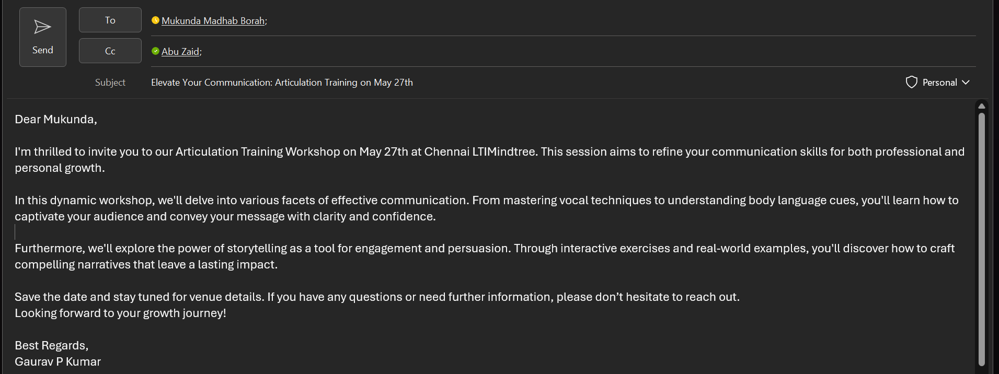 Send
To
Mukunda Madhab Borah;
Cc
Abu Zaid;
Subject
Elevate Your Communication: Articulation Training on May 27th
Personal
Dear Mukunda,
I'm thrilled to invite you to our Articulation Training Workshop on May 27th at Chennai LTIMindtree. This session aims to refine your communication skills for both professional and
personal growth.
In this dynamic workshop, we'll delve into various facets of effective communication. From mastering vocal techniques to understanding body language cues, you'll learn how to
captivate your audience and convey your message with clarity and confidence.
Furthermore, we'll explore the power of storytelling as a tool for engagement and persuasion. Through interactive exercises and real-world examples, you'll discover how to craft
compelling narratives that leave a lasting impact.
Save the date and stay tuned for venue details. If you have any questions or need further information, please don’t hesitate to reach out.
Looking forward to your growth journey!
Best Regards,
Gaurav P Kumar